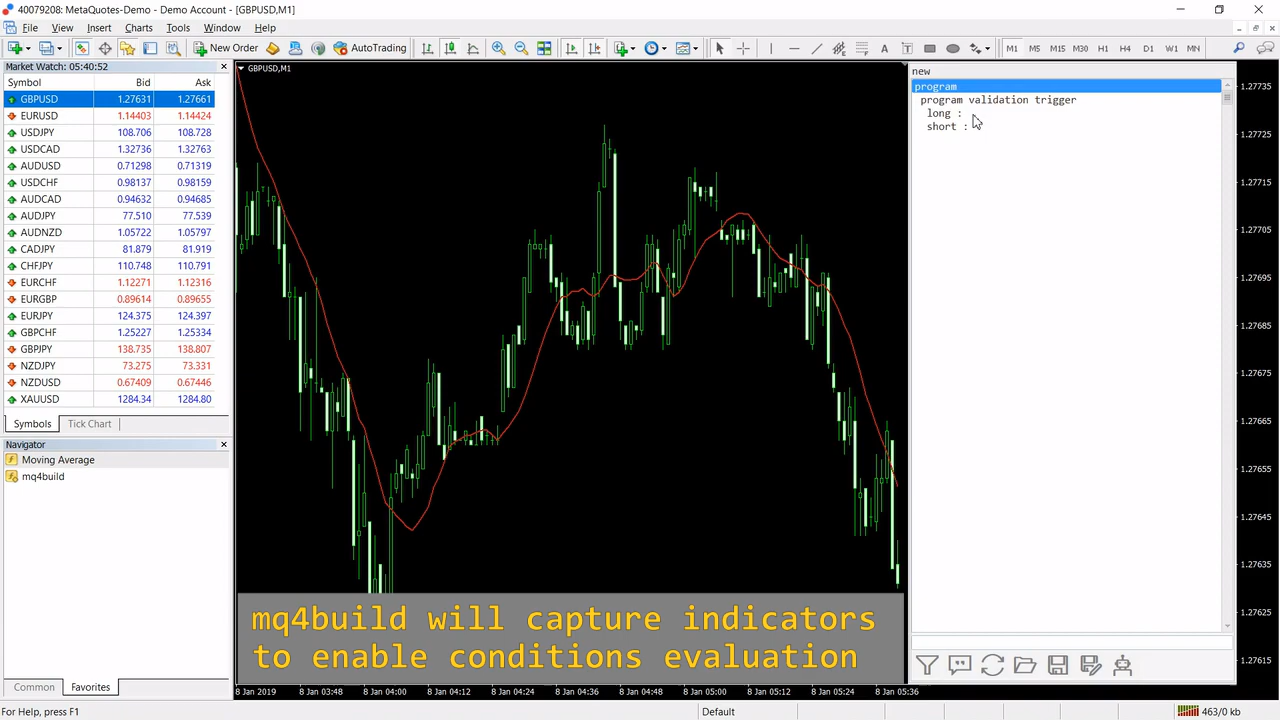 40079208: MetaQuotes-Demo - Demo Account - [GBPUSD,M1]
File View Insert Charts Tools Window Help
New Order AutoTrading M1 M5 M15 M30 H1 H4 D1 W1 MN
Market Watch: 05:40:52
Symbol Bid Ask
GBPUSD 1.27631 1.27661
EURUSD 1.14403 1.14424
USDJPY 108.706 108.728
USDCAD 1.32736 1.32763
AUDUSD 0.71298 0.71319
USDCHF 0.98137 0.98159
AUDCAD 0.94632 0.94685
AUDJPY 77.510 77.539
AUDNZD 1.05722 1.05797
CADJPY 81.879 81.919
CHFJPY 110.748 110.791
EURCHF 1.12271 1.12316
EURGBP 0.89614 0.89655
EURJPY 124.375 124.397
GBPCHF 1.25227 1.25334
GBPJPY 138.735 138.807
NZDJPY 73.275 73.331
NZDUSD 0.67409 0.67446
XAUUSD 1284.34 1284.80
Symbols Tick Chart
Navigator
Moving Average
mq4build
Common Favorites
GBPUSD,M1
mq4build will capture indicators
to enable conditions evaluation
8 Jan 2019 8 Jan 03:48 8 Jan 04:00 8 Jan 04:12 8 Jan 04:24 8 Jan 04:36 8 Jan 04:48 8 Jan 05:00 8 Jan 05:12 8 Jan 05:24 8 Jan 05:36
new
program
program validation trigger
long :
short :
1.27735
1.27725
1.27715
1.27705
1.27695
1.27685
1.27675
1.27665
1.27655
1.27645
1.27635
1.27625
1.27615
For Help, press F1
Default
463/0 kb